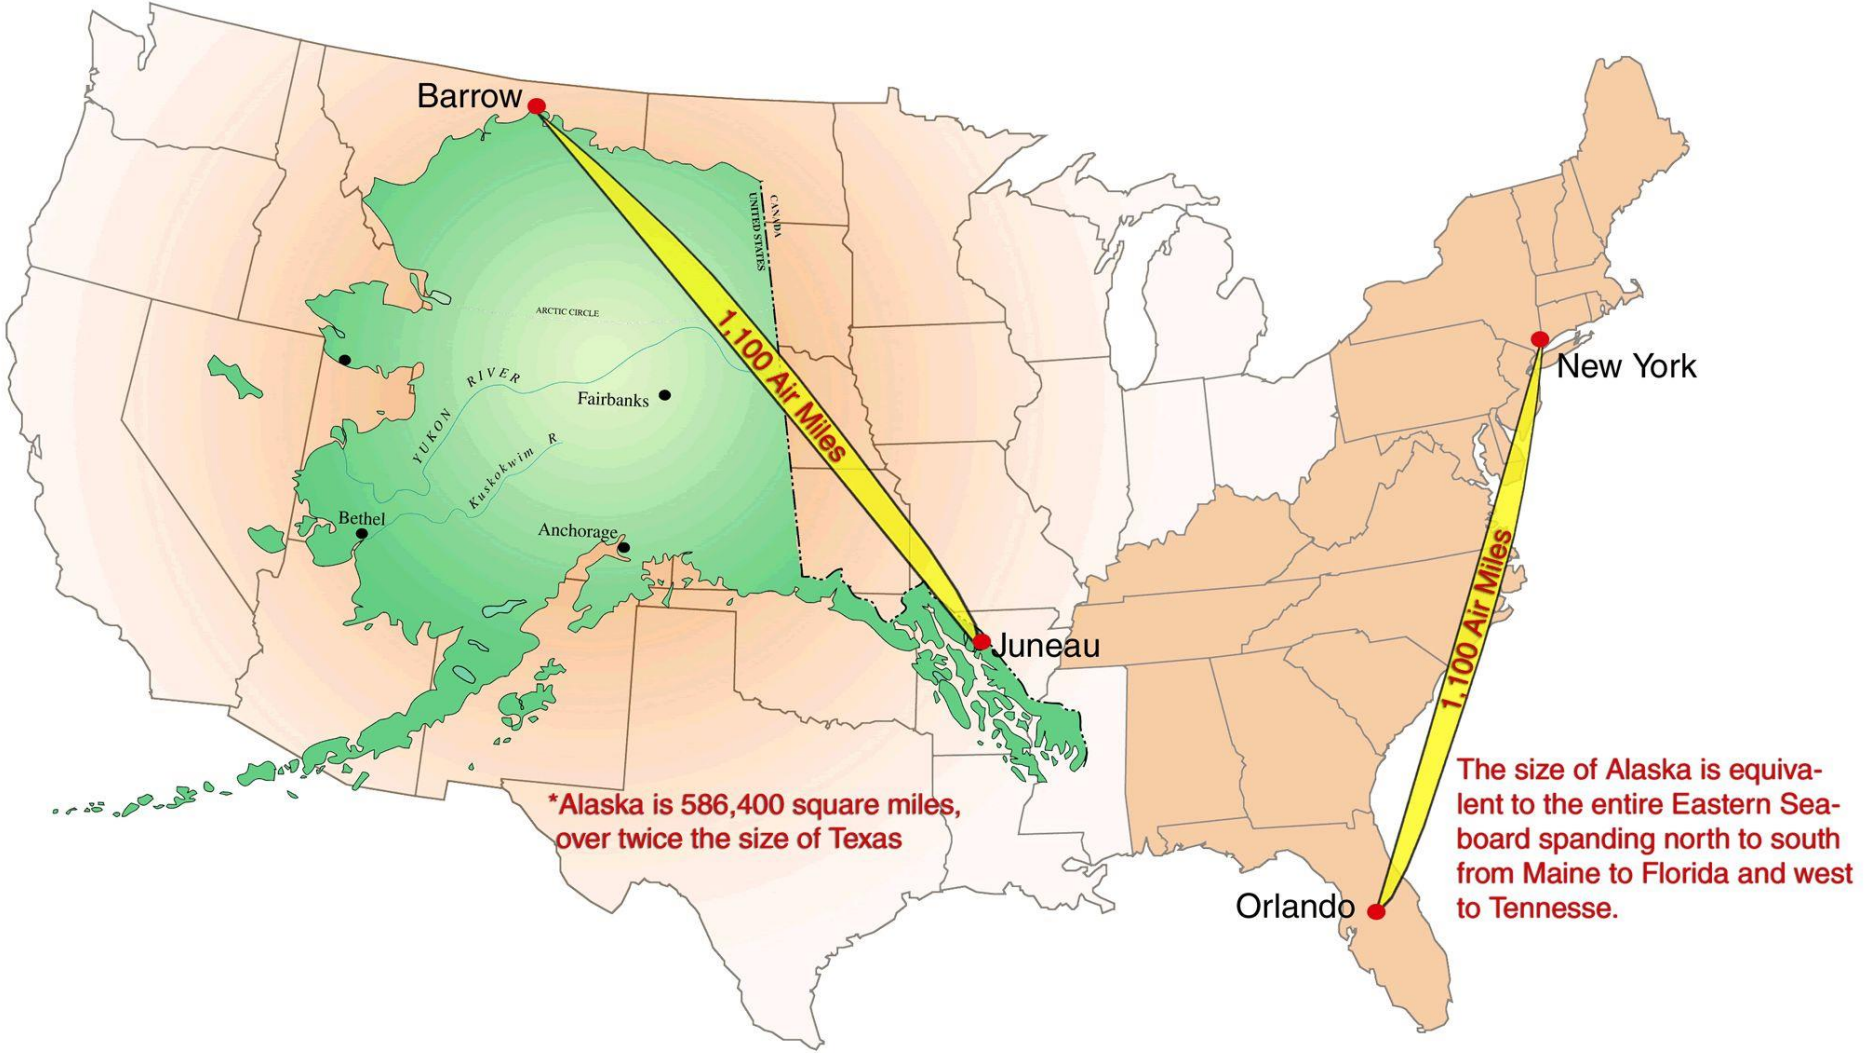 Barrow
CANADA
UNITED STATES
ARCTIC CIRCLE
1,100 Air Miles
YUKON RIVER
Fairbanks
Kuskokwim R
Bethel
Anchorage
Juneau
New York
1,100 Air Miles
Orlando
*Alaska is 586,400 square miles,
over twice the size of Texas
The size of Alaska is equiva-
lent to the entire Eastern Sea-
board spanding north to south
from Maine to Florida and west
to Tennesse.